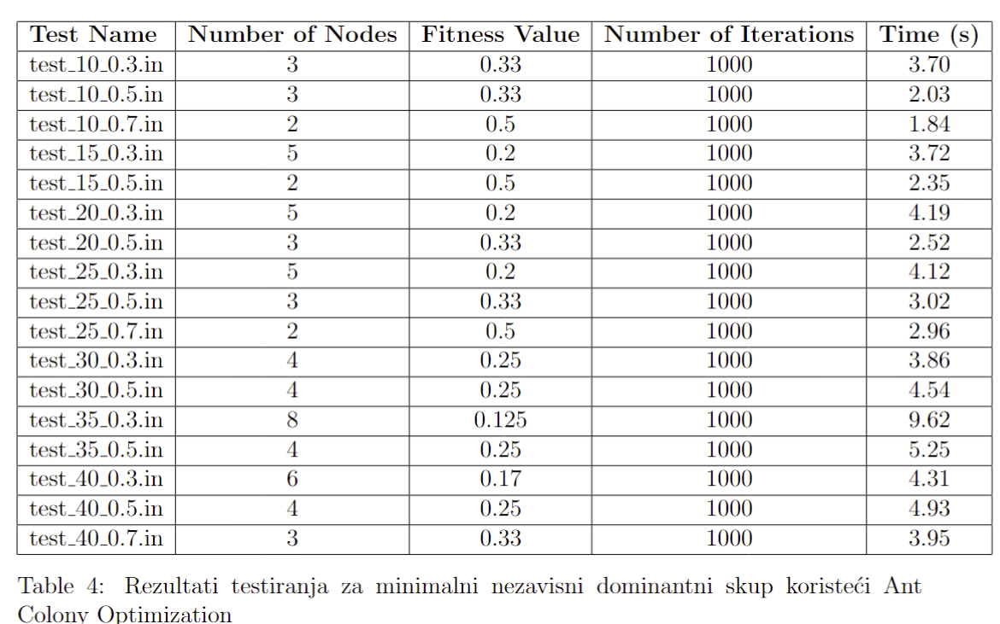 Test Name Number of Nodes Fitness Value Number of Iterations Time (s)
test_10_0.3.in 3 0.33 1000 3.70
test_10_0.5.in 3 0.33 1000 2.03
test_10_0.7.in 2 0.5 1000 1.84
test_15_0.3.in 5 0.2 1000 3.72
test_15_0.5.in 2 0.5 1000 2.35
test_20_0.3.in 5 0.2 1000 4.19
test_20_0.5.in 3 0.33 1000 2.52
test_25_0.3.in 5 0.2 1000 4.12
test_25_0.5.in 3 0.33 1000 3.02
test_25_0.7.in 2 0.5 1000 2.96
test_30_0.3.in 4 0.25 1000 3.86
test_30_0.5.in 4 0.25 1000 4.54
test_35_0.3.in 8 0.125 1000 9.62
test_35_0.5.in 4 0.25 1000 5.25
test_40_0.3.in 6 0.17 1000 4.31
test_40_0.5.in 4 0.25 1000 4.93
test_40_0.7.in 3 0.33 1000 3.95
Table 4: Rezultati testiranja za minimalni nezavisni dominantni skup koristeći Ant
Colony Optimization